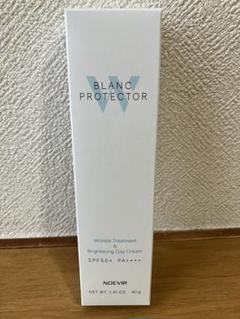 W
BLANC
PROTECTOR
Wrinkle Treatment
&
Brightening Day Cream
SPF50+ PA++++
NOEVIR
NET WT. 1.41 OZ. - 40 g